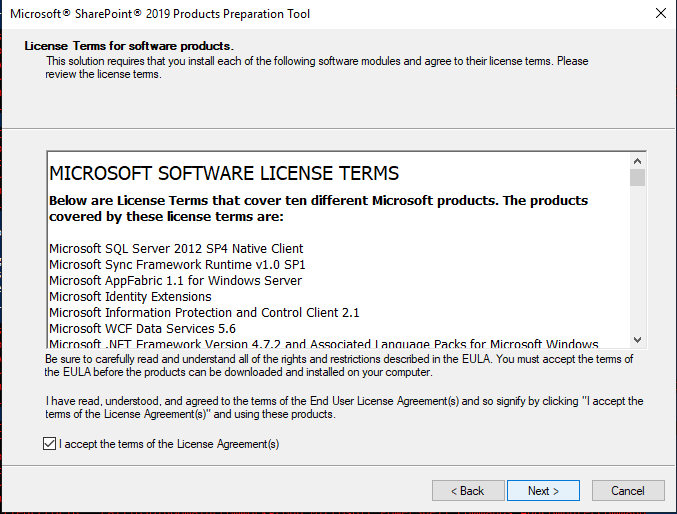 Microsoft® SharePoint® 2019 Products Preparation Tool
License Terms for software products.
This solution requires that you install each of the following software modules and agree to their license terms. Please
review the license terms.
MICROSOFT SOFTWARE LICENSE TERMS
Below are License Terms that cover ten different Microsoft products. The products
covered by these license terms are:
Microsoft SQL Server 2012 SP4 Native Client
Microsoft Sync Framework Runtime v1.0 SP1
Microsoft AppFabric 1.1 for Windows Server
Microsoft Identity Extensions
Microsoft Information Protection and Control Client 2.1
Microsoft WCF Data Services 5.6
Microsoft .NET Framework Version 4.7.2 and Associated Language Packs for Microsoft Windows
Be sure to carefully read and understand all of the rights and restrictions described in the EULA. You must accept the terms of
the EULA before the products can be downloaded and installed on your computer.
I have read, understood, and agreed to the terms of the End User License Agreement(s) and so signify by clicking "I accept the
terms of the License Agreement(s)" and using these products.
I accept the terms of the License Agreement(s)
< Back
Next >
Cancel